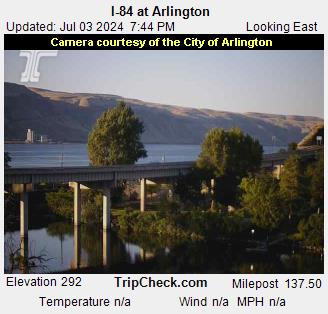 I-84 at Arlington
Updated: Jul 03 2024 7:44 PM Looking East
Camera courtesy of the City of Arlington
Elevation 292 TripCheck.com Milepost 137.50
Temperature n/a Wind n/a MPH n/a